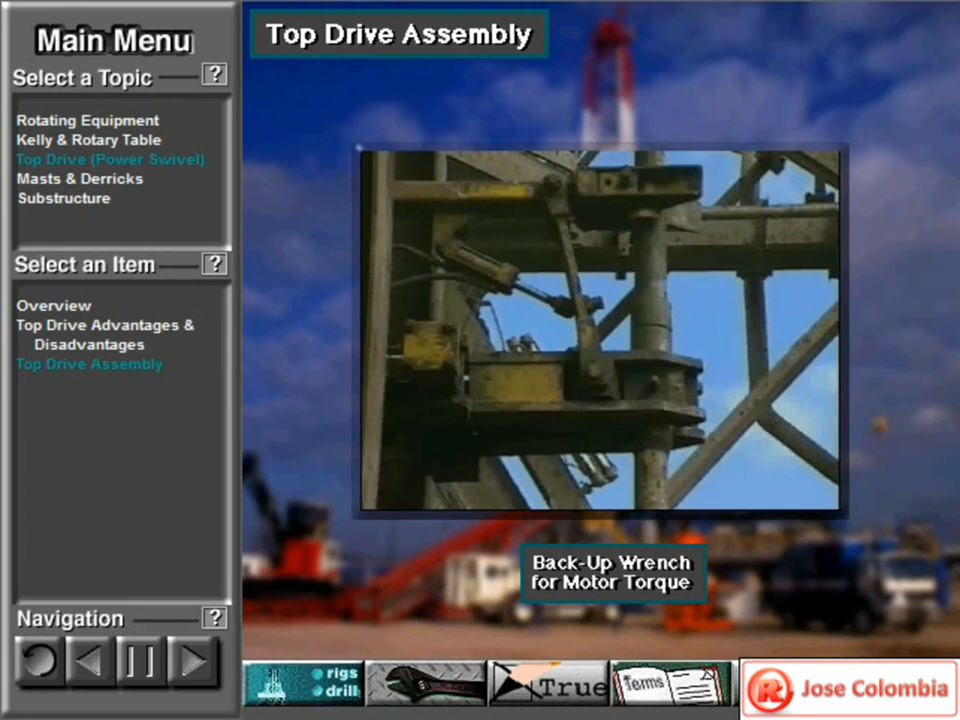 Main Menu
Select a Topic
?
Rotating Equipment
Kelly & Rotary Table
Top Drive (Power Swivel)
Masts & Derricks
Substructure
Select an Item
?
Overview
Top Drive Advantages &
Disadvantages
Top Drive Assembly
Navigation
?
Top Drive Assembly
Back-Up Wrench
for Motor Torque
rigs
drill
True
Terms
R Jose Colombia